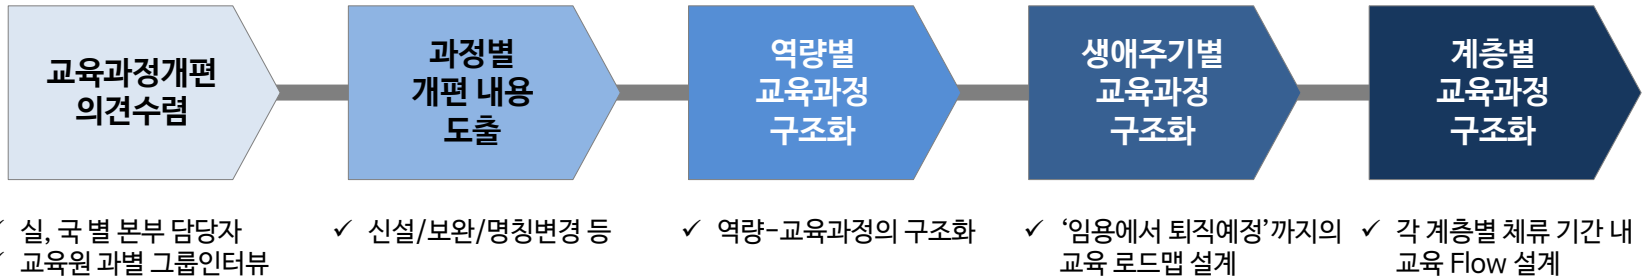 교육과정개편
의견수렴
과정별
개편 내용
도출
역량별
교육과정
구조화
생애주기별
교육과정
구조화
계층별
교육과정
구조화
✓ 실, 국 별 본부 담당자
✓ 교육원 과별 그룹인터뷰
✓ 신설/보완/명칭변경 등
✓ 역량-교육과정의 구조화
✓ ‘임용에서 퇴직예정’까지의
교육 로드맵 설계
✓ 각 계층별 체류 기간 내
교육 Flow 설계